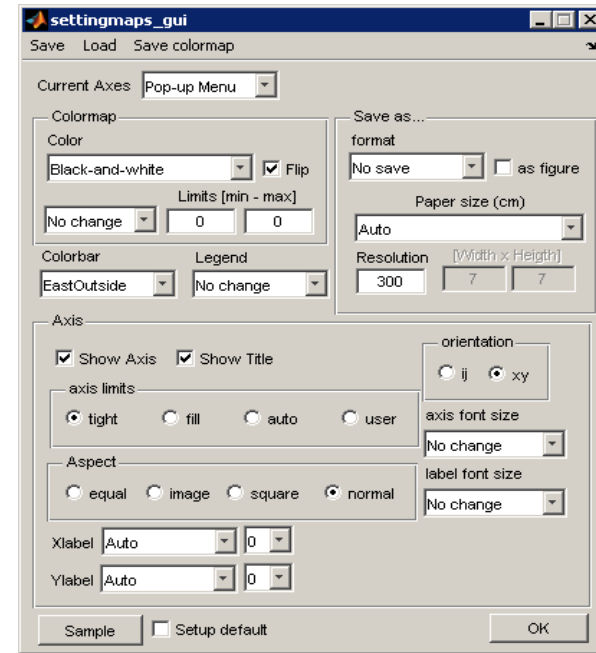 settingmaps_gui
Save Load Save colormap
Current Axes Pop-up Menu
Colormap
Color
Black-and-white Flip
Limits [min - max]
No change 0 0
Save as...
format
No save as figure
Paper size (cm)
Auto
Resolution [Width x Heigth]
300 7 7
Colorbar Legend
EastOutside No change
Axis
Show Axis Show Title
orientation
ij xy
axis limits
tight fill auto user
axis font size
No change
Aspect
equal image square normal
label font size
No change
Xlabel Auto 0
Ylabel Auto 0
Sample Setup default OK